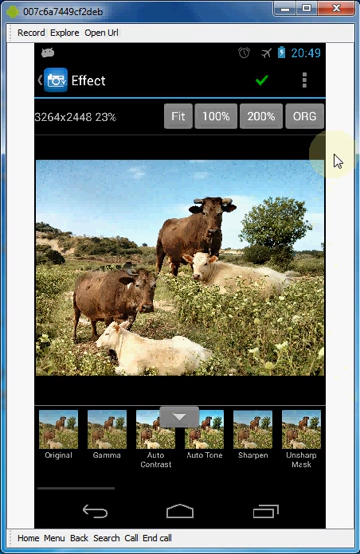 007c6a7449cf2deb
Record Explore Open Url
20:49
Effect
3264x2448 23% Fit 100% 200% ORG
Original Gamma Auto Contrast Auto Tone Sharpen Unsharp Mask
Home Menu Back Search Call End call